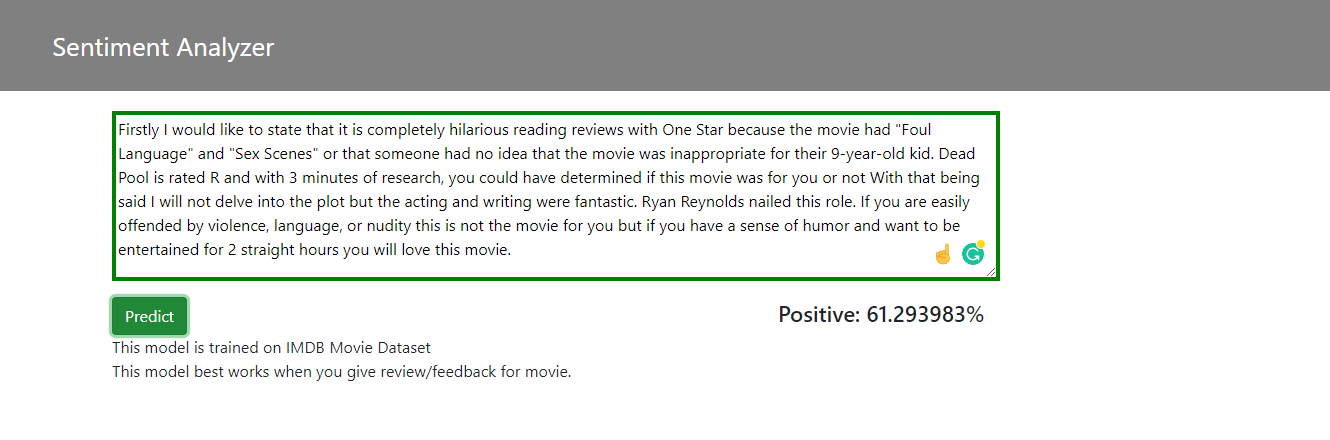 Sentiment Analyzer
Firstly I would like to state that it is completely hilarious reading reviews with One Star because the movie had "Foul
Language" and "Sex Scenes" or that someone had no idea that the movie was inappropriate for their 9-year-old kid. Dead
Pool is rated R and with 3 minutes of research, you could have determined if this movie was for you or not With that being
said I will not delve into the plot but the acting and writing were fantastic. Ryan Reynolds nailed this role. If you are easily
offended by violence, language, or nudity this is not the movie for you but if you have a sense of humor and want to be
entertained for 2 straight hours you will love this movie.
Predict
Positive: 61.293983%
This model is trained on IMDB Movie Dataset
This model best works when you give review/feedback for movie.